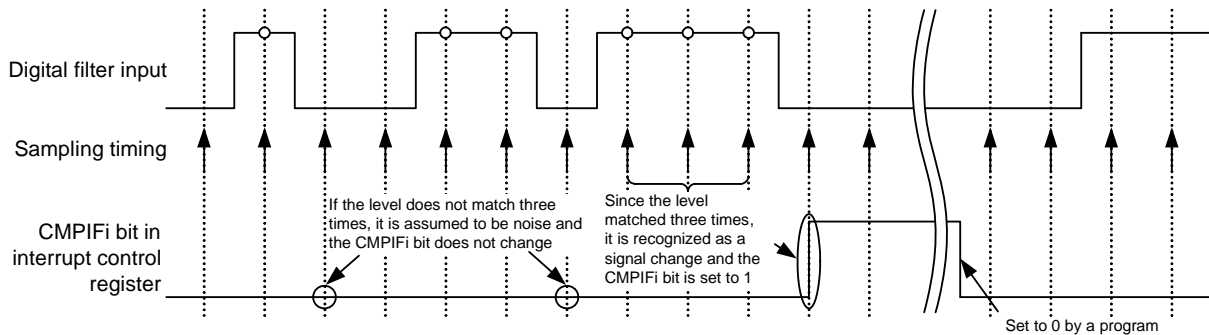 Digital filter input
Sampling timing
If the level does not match three
times, it is assumed to be noise and
the CMPIFi bit does not change
Since the level
matched three times,
it is recognized as a
signal change and the
CMPIFi bit is set to 1
CMPIFi bit in
interrupt control
register
Set to 0 by a program